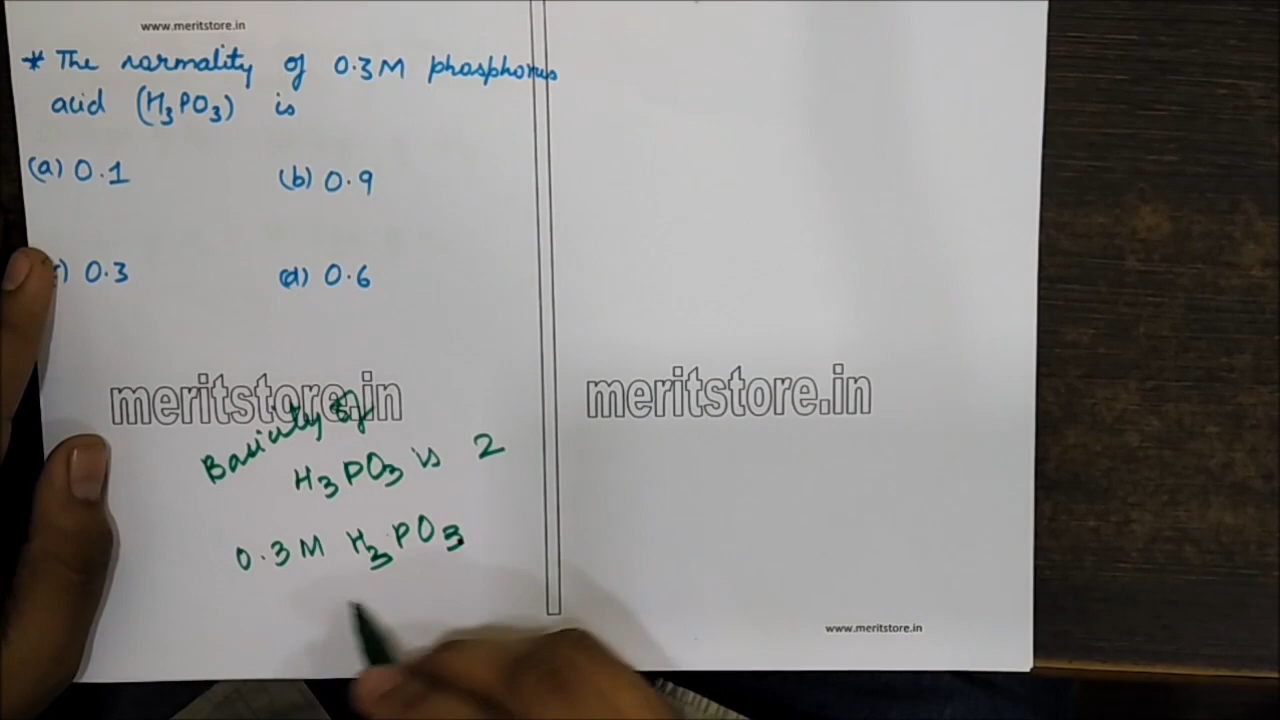 www.meritstore.in
* The normality of 0.3M phosphorus
acid (H₃PO₃) is
(a) 0.1 (b) 0.9
) 0.3 (d) 0.6
meritstore.in meritstore.in
Basicity of
H₃PO₃ is 2
0.3M H₃PO₃
www.meritstore.in